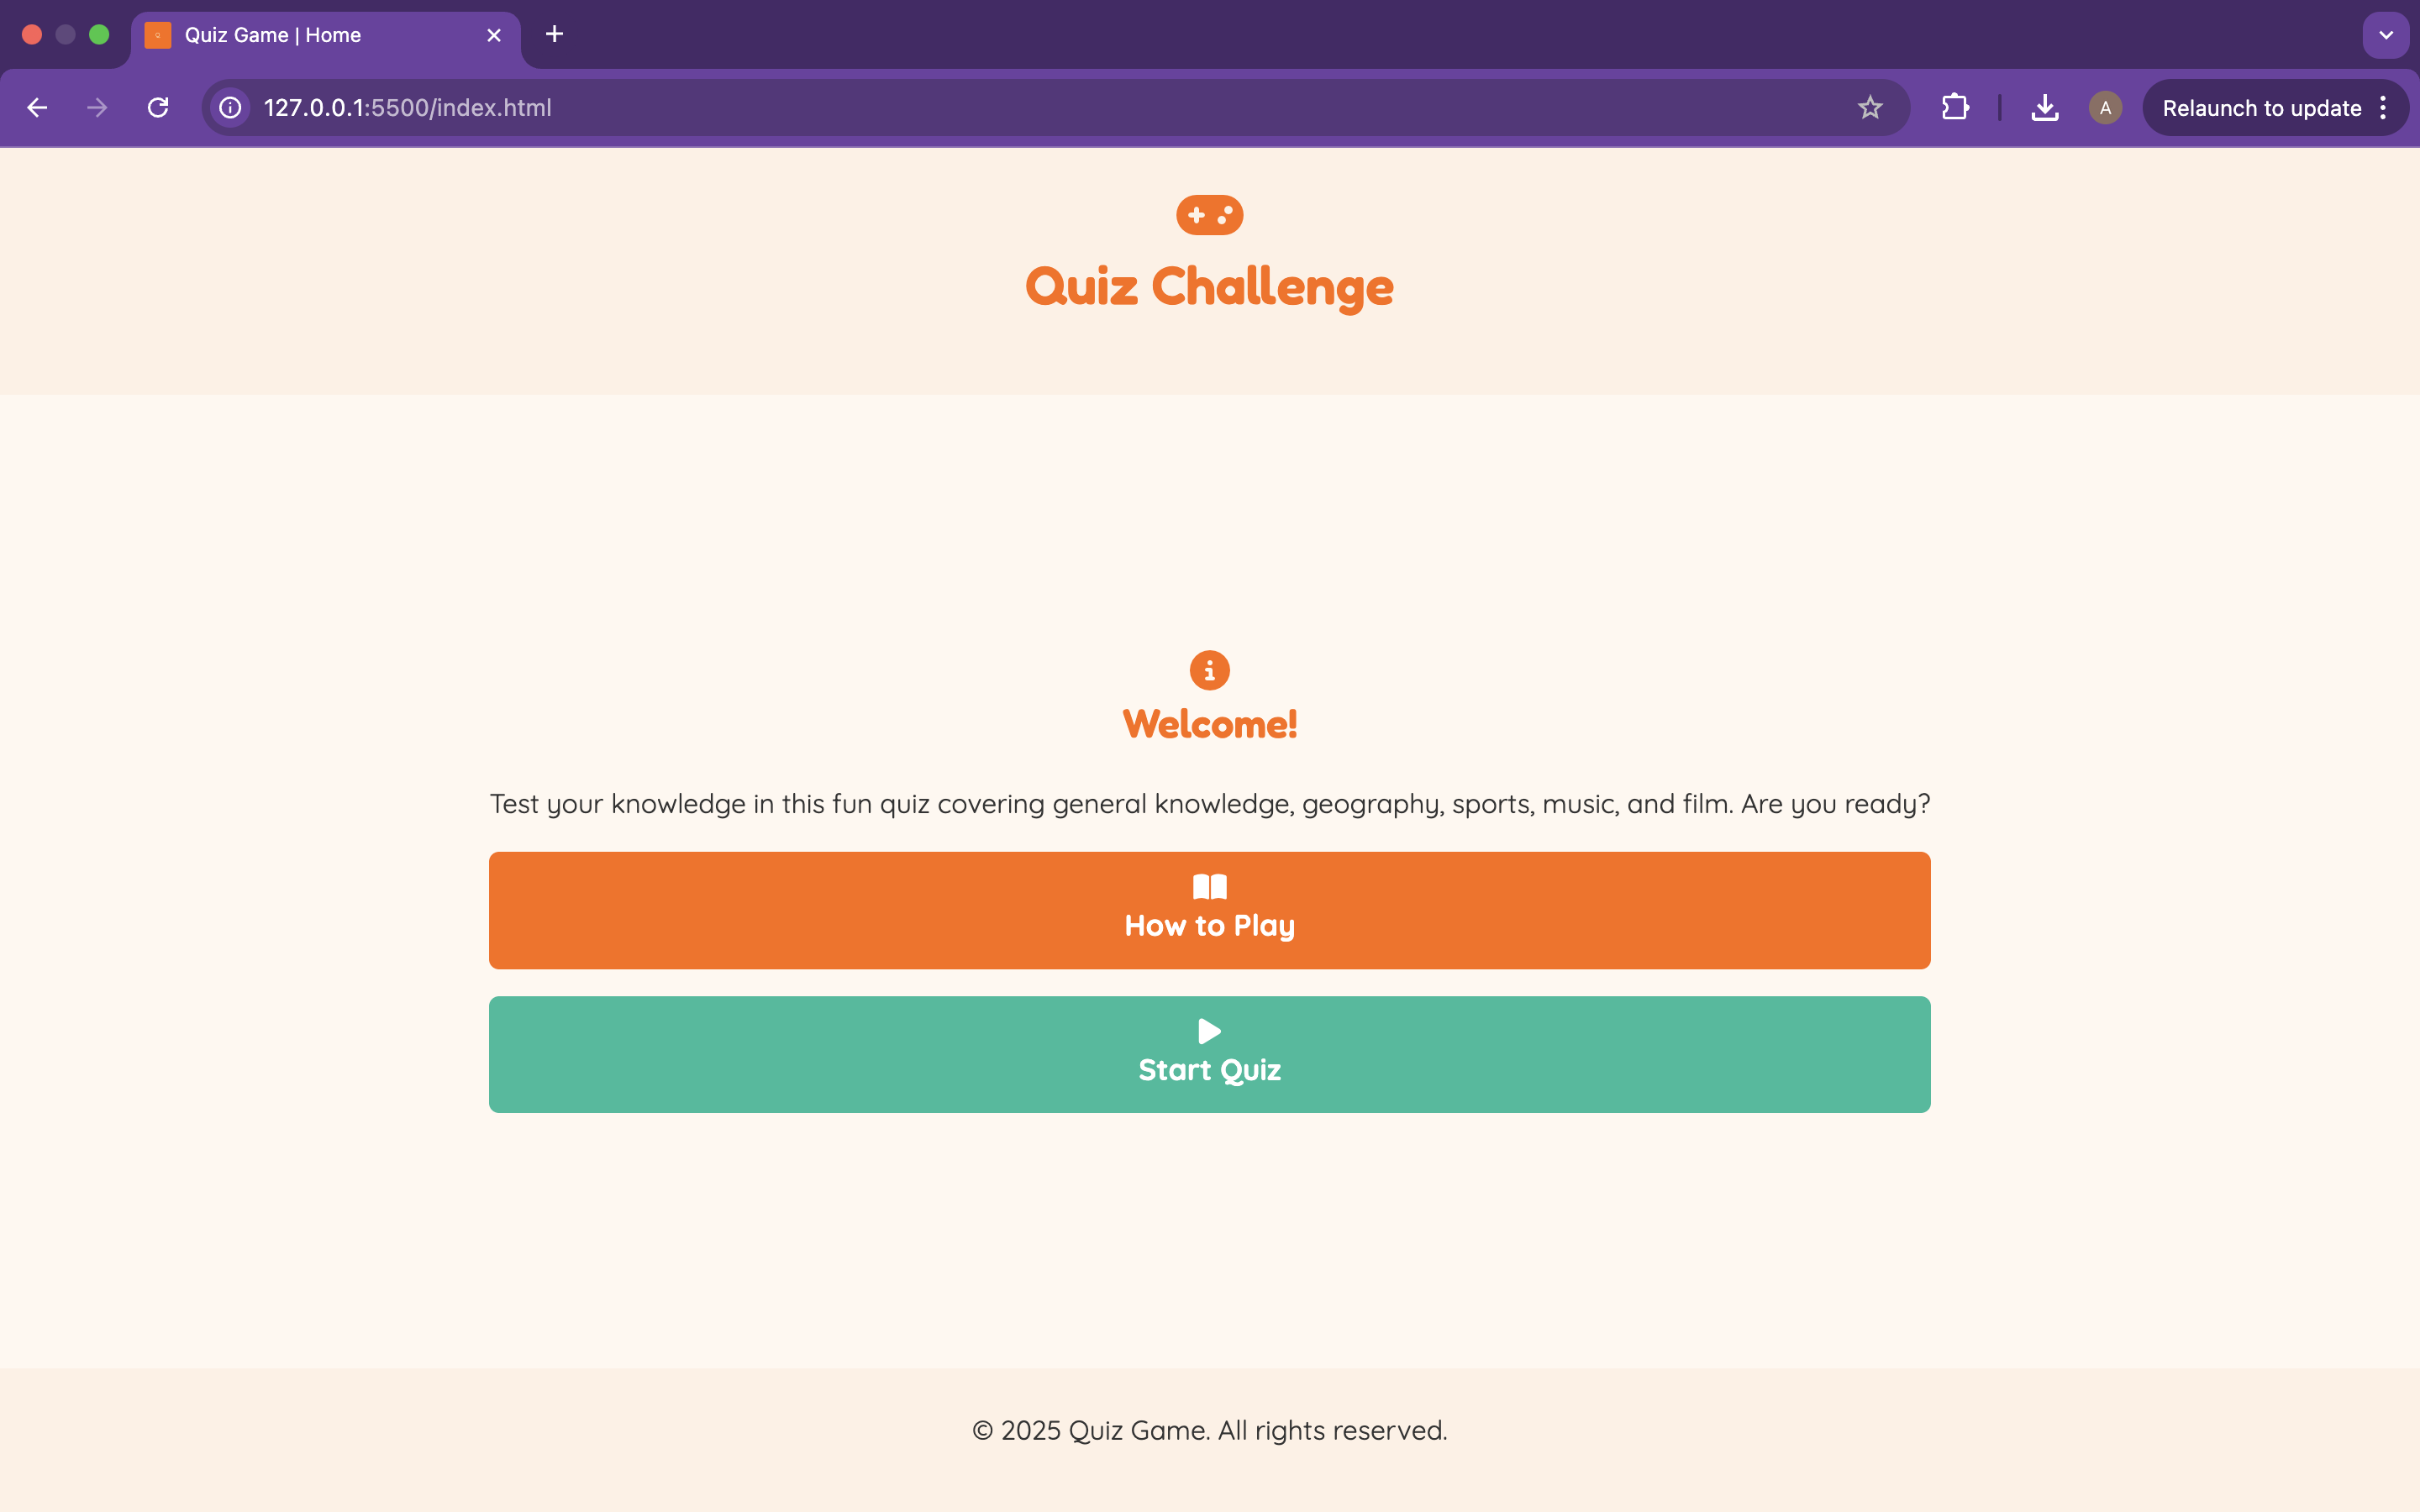 Quiz Game | Home
127.0.0.1:5500/index.html
A
Relaunch to update
Quiz Challenge
Welcome!
Test your knowledge in this fun quiz covering general knowledge, geography, sports, music, and film. Are you ready?
How to Play
Start Quiz
© 2025 Quiz Game. All rights reserved.